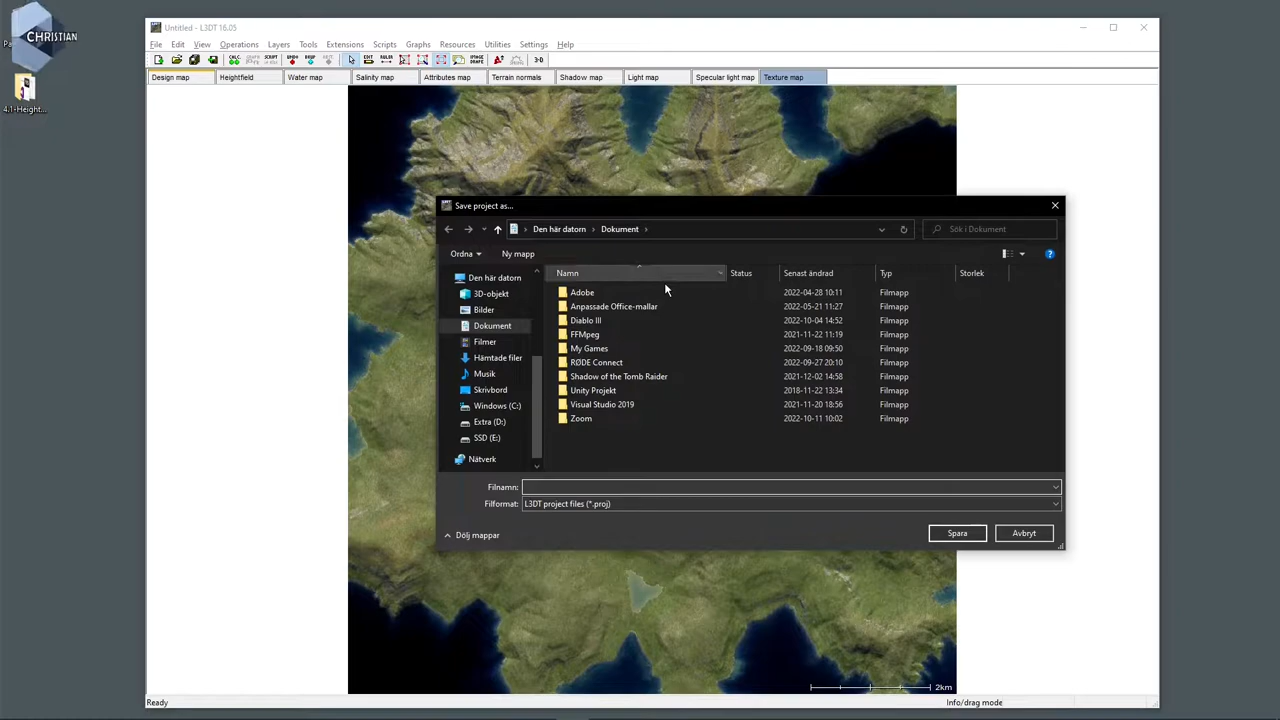 CHRISTIAN
Pa
4.1-Height...
Untitled - L3DT 16.05
File Edit View Operations Layers Tools Extensions Scripts Graphs Resources Utilities Settings Help
3-D
Design map Heightfield Water map Salinity map Attributes map Terrain normals Shadow map Light map Specular light map Texture map
Save project as...
Den här datorn Dokument
Sök i Dokument
Ordna Ny mapp
Namn Status Senast ändrad Typ Storlek
Den här datorn
3D-objekt
Bilder
Dokument
Filmer
Hämtade filer
Musik
Skrivbord
Windows (C:)
Extra (D:)
SSD (E:)
Nätverk
Adobe 2022-04-28 10:11 Filmapp
Anpassade Office-mallar 2022-05-21 11:27 Filmapp
Diablo III 2022-10-04 14:52 Filmapp
FFMpeg 2021-11-22 11:19 Filmapp
My Games 2022-09-18 09:50 Filmapp
RØDE Connect 2022-09-27 20:10 Filmapp
Shadow of the Tomb Raider 2021-12-02 14:58 Filmapp
Unity Projekt 2018-11-22 13:34 Filmapp
Visual Studio 2019 2021-11-20 18:56 Filmapp
Zoom 2022-10-11 10:02 Filmapp
Filnamn:
Filformat: L3DT project files (*.proj)
Dölj mappar
Spara Avbryt
2km
Ready Info/drag mode